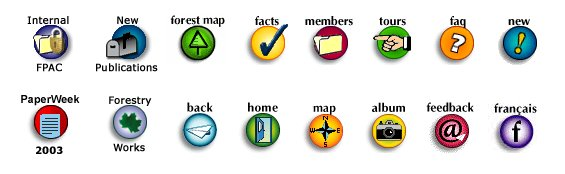 Internal
FPAC
New
Publications
forest map
facts
members
tours
faq
?
new
!
PaperWeek
2003
Forestry
Works
back
home
map
N
W E
S
album
feedback
@
français
f